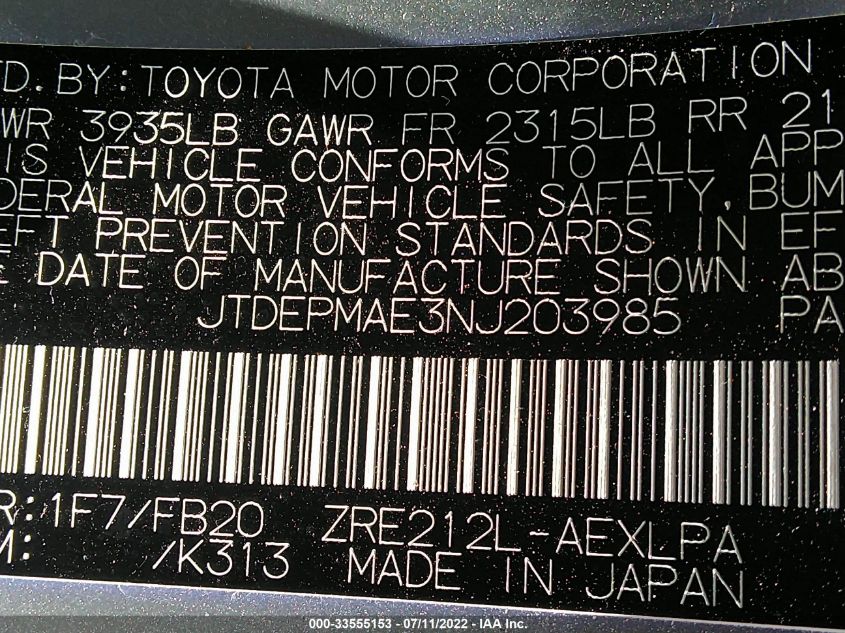 D. BY: TOYOTA MOTOR CORPORATION
WR 3935LB GAWR FR 2315LB RR 21
IS VEHICLE CONFORMS TO ALL APP
DERAL MOTOR VEHICLE SAFETY, BUM
EFT PREVENTION STANDARDS IN EF
E DATE OF MANUFACTURE SHOWN AB
JTDEPMAE3NJ203985 PA
R: 1F7/FB20 ZRE212L-AEXLPA
M: /K313 MADE IN JAPAN
000-33555153 - 07/11/2022 - IAA Inc.